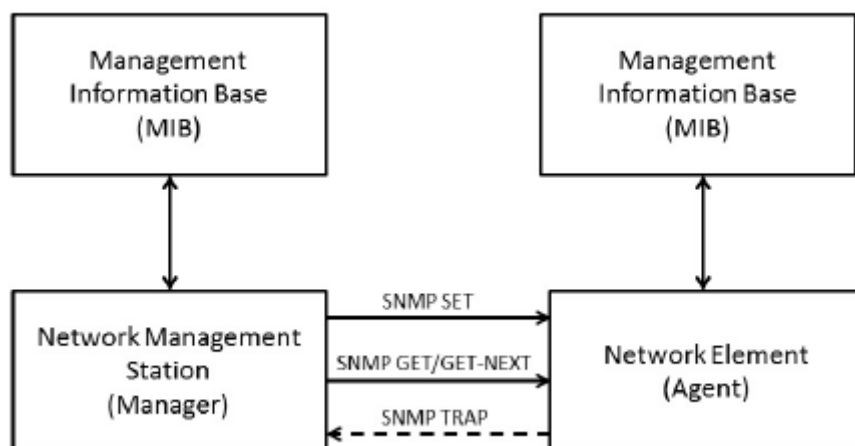 Management
Information Base
(MIB)
Management
Information Base
(MIB)
Network Management
Station
(Manager)
SNMP SET
SNMP GET/GET-NEXT
SNMP TRAP
Network Element
(Agent)